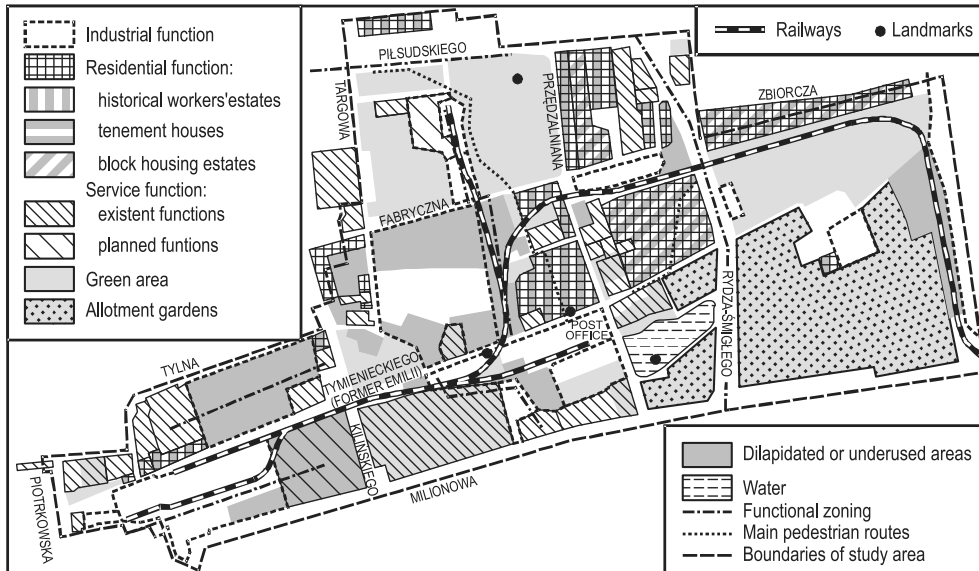 Industrial function
Residential function:
historical workers'estates
tenement houses
block housing estates
Service function:
existent functions
planned funtions
Green area
Allotment gardens
Railways
Landmarks
PIŁSUDSKIEGO
TARGOWA
PRZĘDZALNIANA
ZBIORCZA
FABRYCZNA
RYDZA-ŚMIGŁEGO
POST
OFFICE
TYLNA
TYMIENIECKIEGO
(FORMER EMILII)
KILIŃSKIEGO
MILIONOWA
PIOTRKOWSKA
Dilapidated or underused areas
Water
Functional zoning
Main pedestrian routes
Boundaries of study area